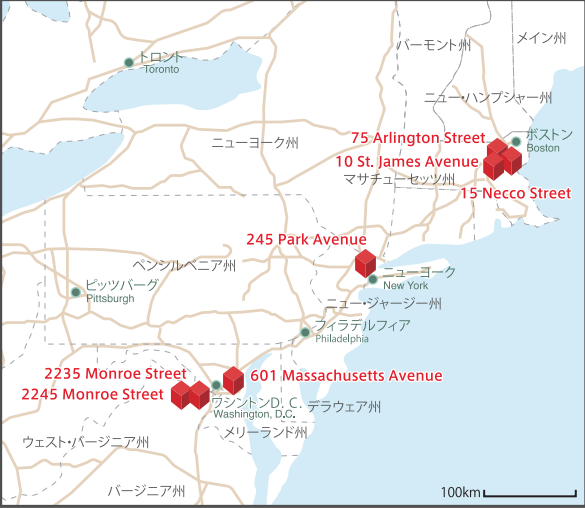 メイン州
バーモント州
トロント
Toronto
ニュー・ハンプシャー州
ニューヨーク州
75 Arlington Street
ボストン
Boston
10 St. James Avenue
マサチューセッツ州
15 Necco Street
245 Park Avenue
ペンシルベニア州
ニューヨーク
New York
ピッツバーグ
Pittsburgh
ニュー・ジャージー州
フィラデルフィア
Philadelphia
2235 Monroe Street
601 Massachusetts Avenue
2245 Monroe Street
ワシントンD.C.
Washington, D.C.
デラウェア州
メリーランド州
ウェスト・バージニア州
バージニア州
100km